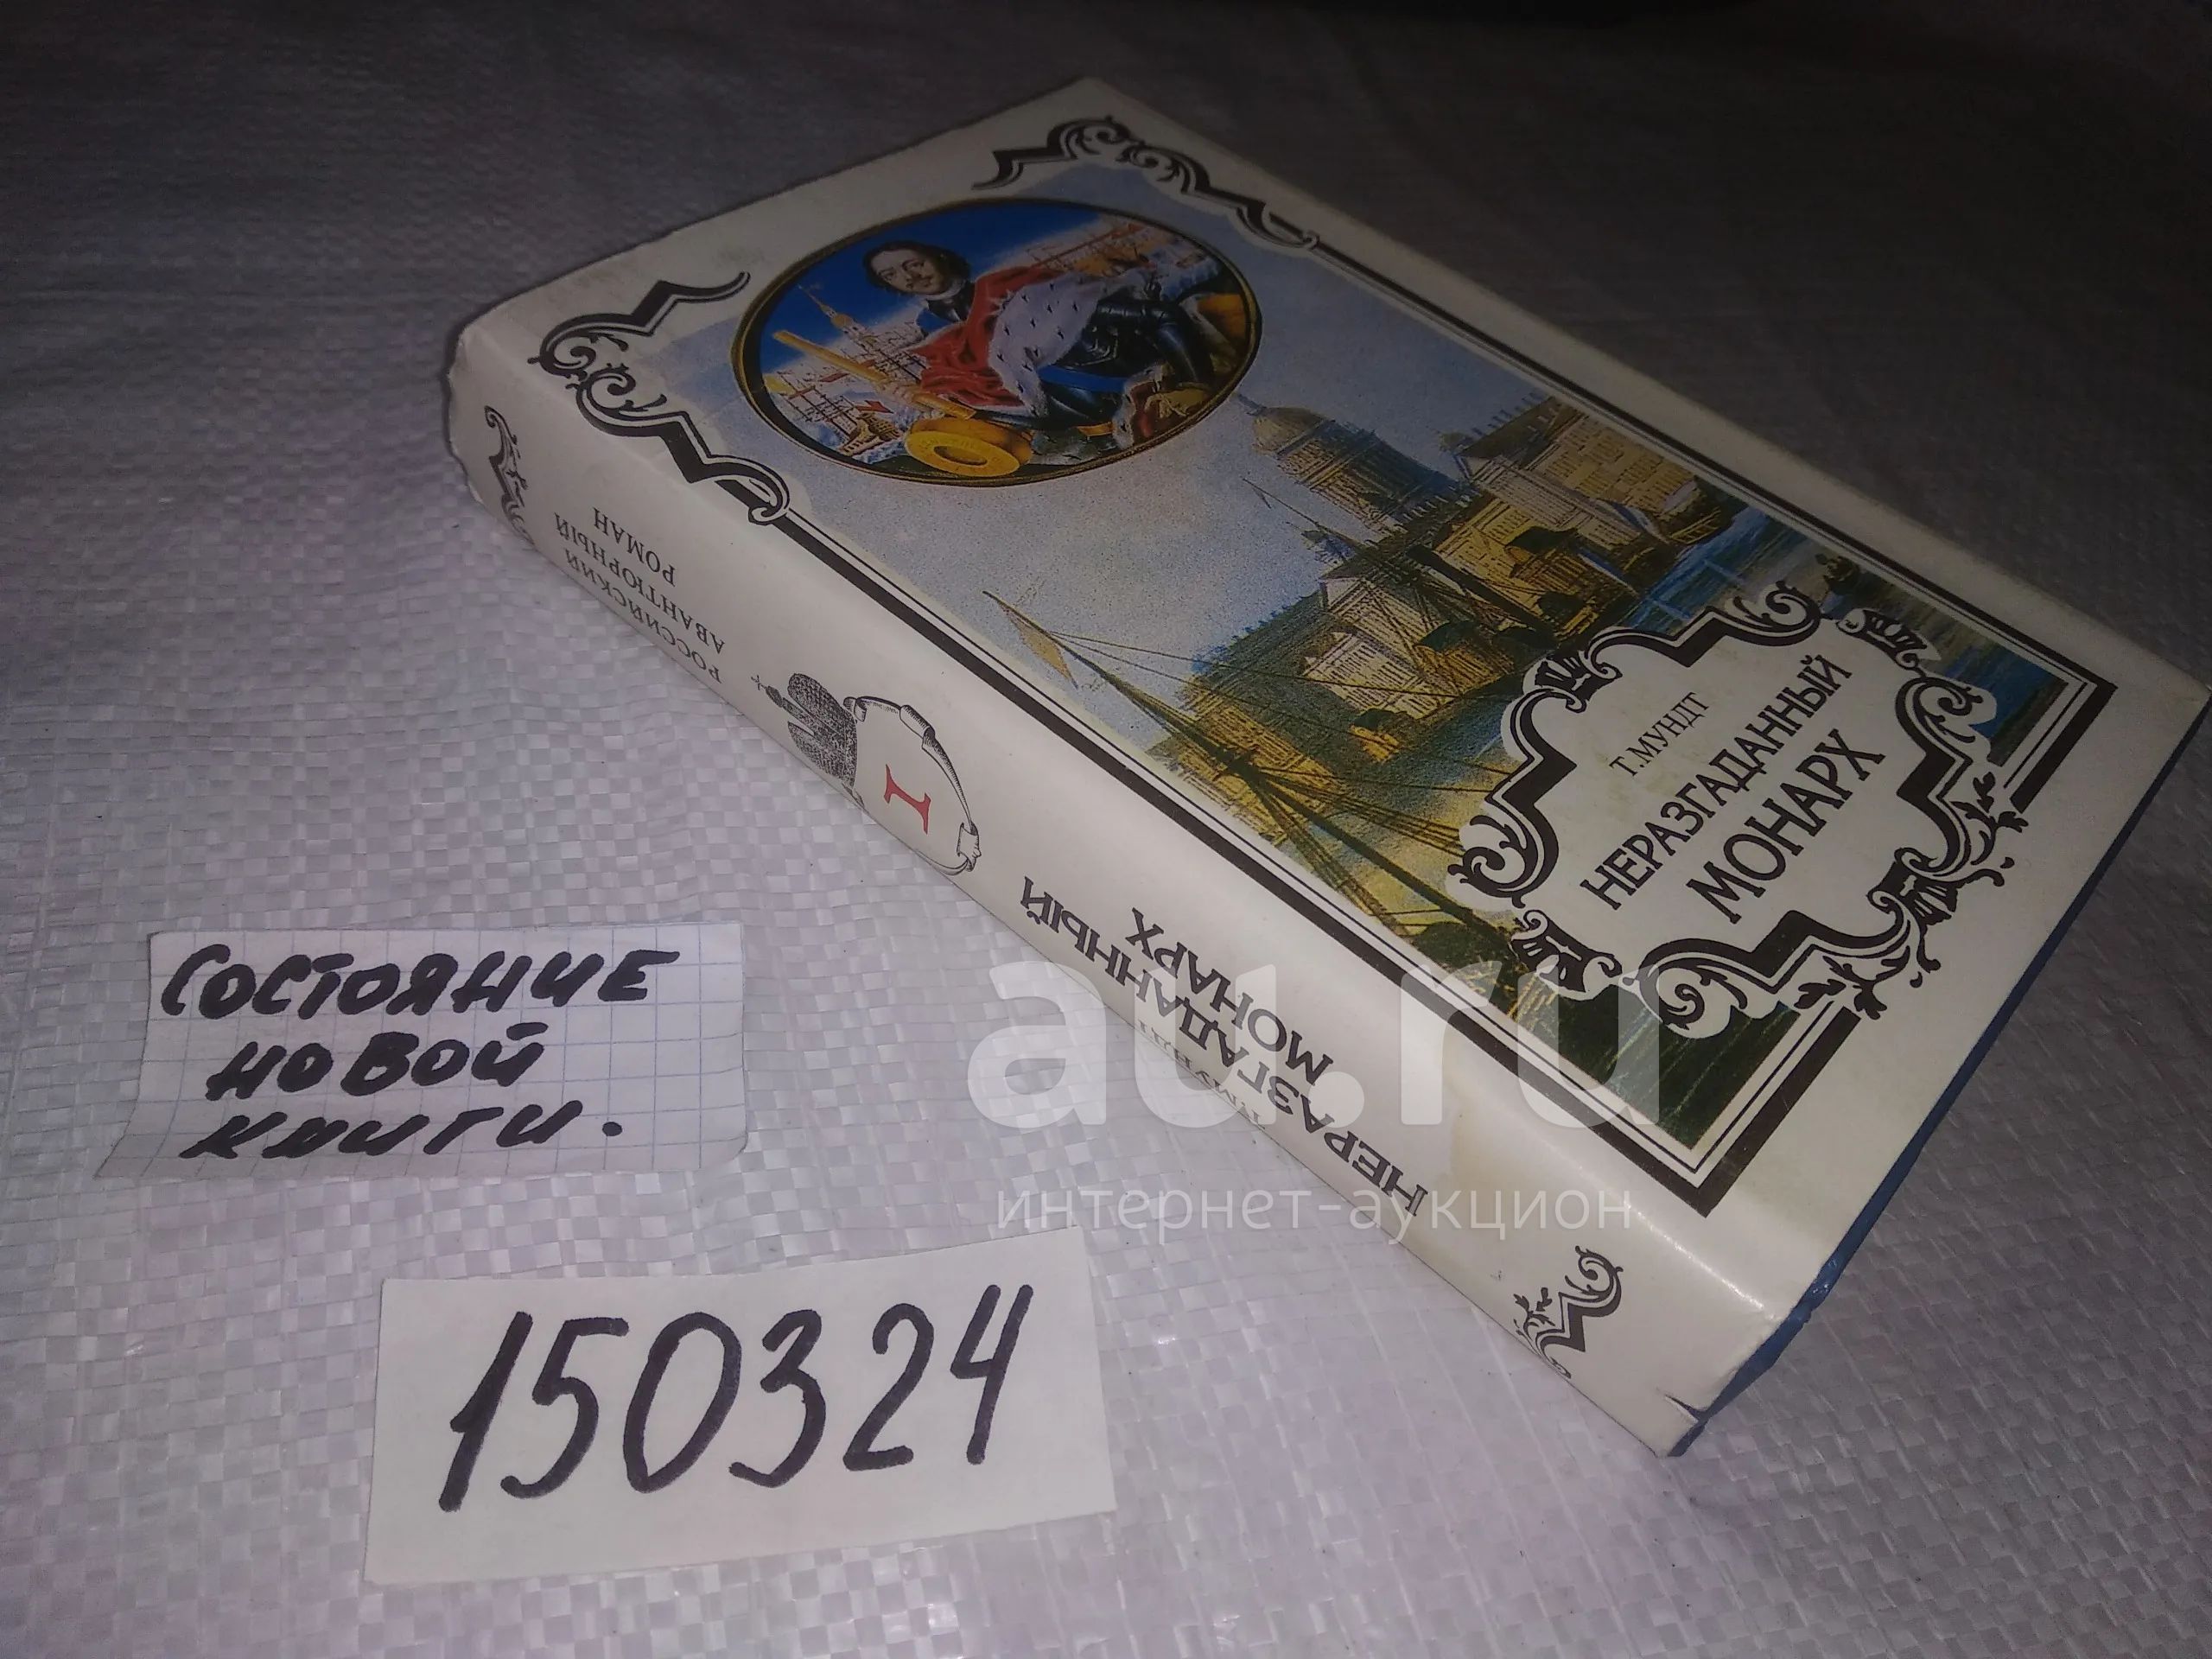 Т.МУНДТ
НЕРАЗГАДАННЫЙ
МОНАРХ
РОССИЙСКИЙ
АВАНТЮРНЫЙ
РОМАН
I
Т.МУНДТ
НЕРАЗГАДАННЫЙ
МОНАРХ
au.ru
интернет-аукцион
СОСТОЯНИЕ
НОВОЙ
КНИГИ.
150324